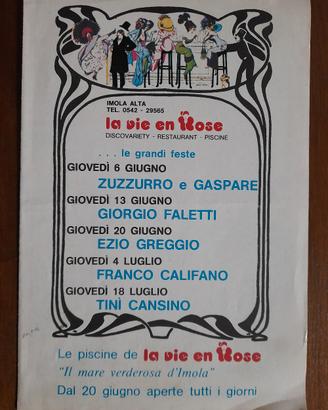 IMOLA ALTA
TEL. 0542 - 29565
la vie en Rose
DISCOVARIETY - RESTAURANT - PISCINE
. . . le grandi feste
GIOVEDÌ 6 GIUGNO
ZUZZURRO e GASPARE
GIOVEDÌ 13 GIUGNO
GIORGIO FALETTI
GIOVEDÌ 20 GIUGNO
EZIO GREGGIO
GIOVEDÌ 4 LUGLIO
FRANCO CALIFANO
GIOVEDÌ 18 LUGLIO
TINÌ CANSINO
Le piscine de la vie en Rose
"Il mare verderosa d'Imola"
Dal 20 giugno aperte tutti i giorni